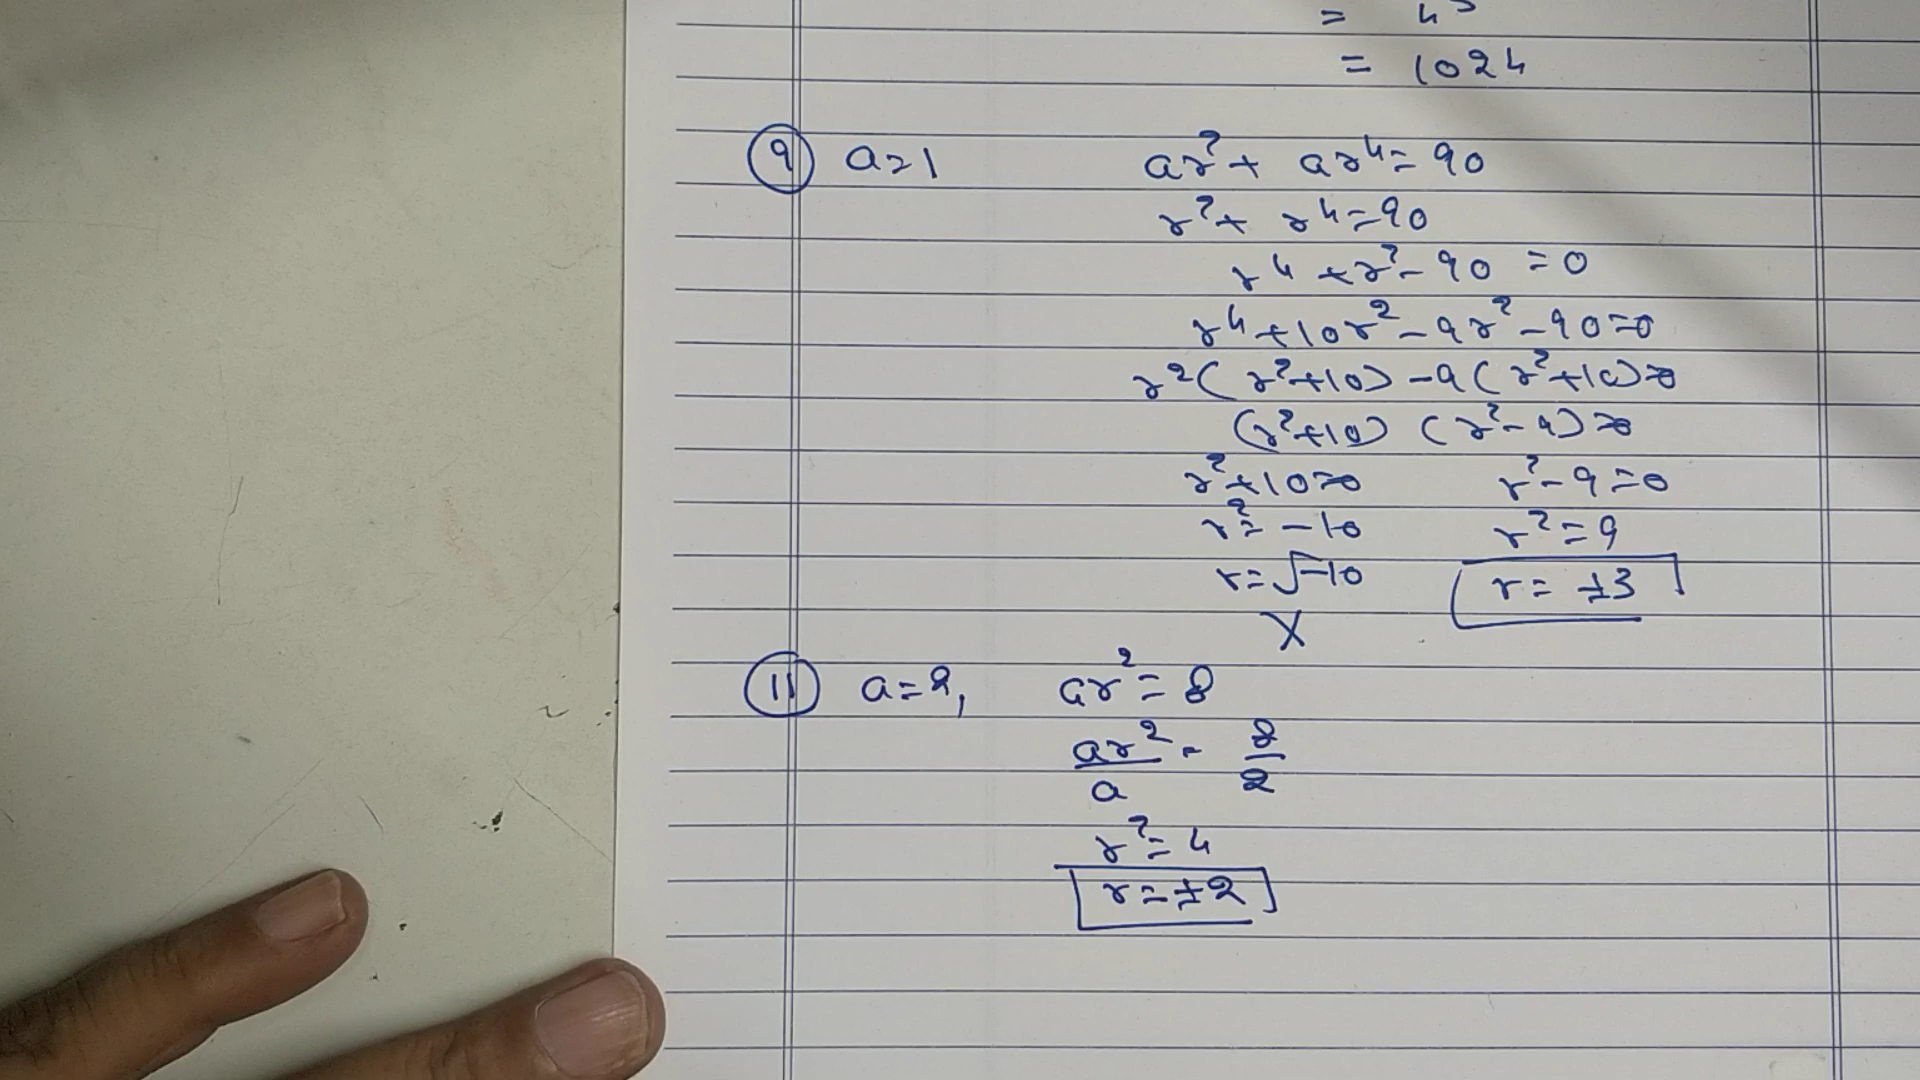 = 4⁵
= 1024
9 a=1 ar²+ ar⁴=90
r²+ r⁴=90
r⁴+r²-90=0
r⁴+10r²-9r²-90=0
r²(r²+10)-9(r²+10)=0
(r²+10) (r²-9)=0
r²+10=0 r²-9=0
r²=-10 r²=9
r=√-10 r=±3
X
11 a=2, ar²=8
ar²/a = 8/2
r²=4
r=±2